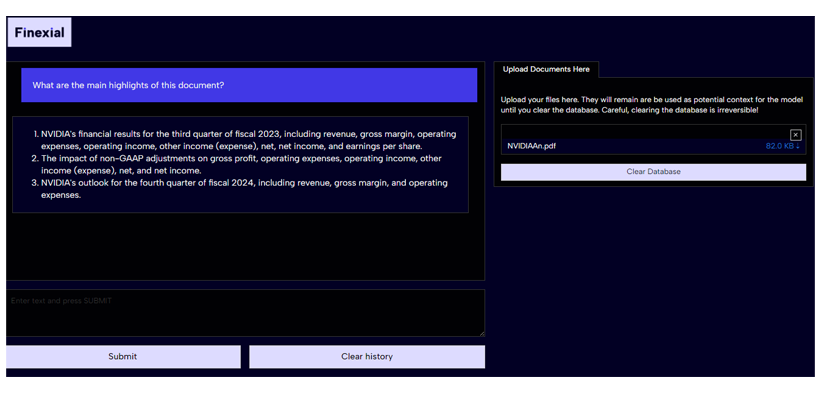 Finexial
What are the main highlights of this document?
1. NVIDIA's financial results for the third quarter of fiscal 2023, including revenue, gross margin, operating
expenses, operating income, other income (expense), net, net income, and earnings per share.
2. The impact of non-GAAP adjustments on gross profit, operating expenses, operating income, other
income (expense), net, and net income.
3. NVIDIA's outlook for the fourth quarter of fiscal 2024, including revenue, gross margin, and operating
expenses.
Enter text and press SUBMIT
Submit
Clear history
Upload Documents Here
Upload your files here. They will remain are be used as potential context for the model
until you clear the database. Careful, clearing the database is irreversible!
NVIDIAAn.pdf
82.0 KB ↓
Clear Database